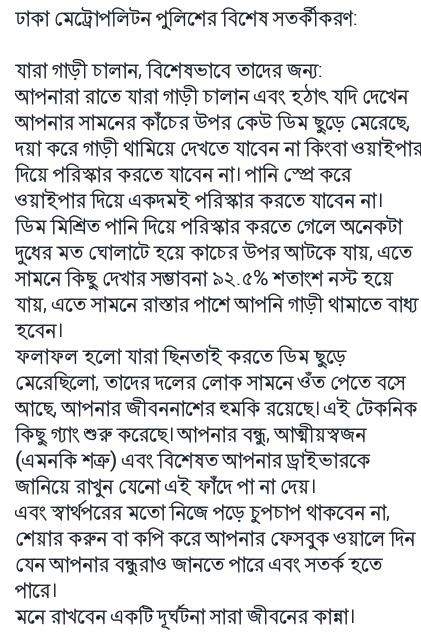 ঢাকা মেট্রোপলিটন পুলিশের বিশেষ সতর্কীকরণ:
যারা গাড়ী চালান, বিশেষভাবে তাদের জন্য:
আপনারা রাতে যারা গাড়ী চালান এবং হঠাৎ যদি দেখেন
আপনার সামনের কাঁচের উপর কেউ ডিম ছুড়ে মেরেছে,
দয়া করে গাড়ী থামিয়ে দেখতে যাবেন না কিংবা ওয়াইপার
দিয়ে পরিস্কার করতে যাবেন না। পানি স্প্রে করে
ওয়াইপার দিয়ে একদমই পরিস্কার করতে যাবেন না।
ডিম মিশ্রিত পানি দিয়ে পরিস্কার করতে গেলে অনেকটা
দুধের মত ঘোলাটে হয়ে কাচের উপর আটকে যায়, এতে
সামনে কিছু দেখার সম্ভাবনা ৯২.৫% শতাংশ নস্ট হয়ে
যায়, এতে সামনে রাস্তার পাশে আপনি গাড়ী থামাতে বাধ্য
হবেন।
ফলাফল হলো যারা ছিনতাই করতে ডিম ছুড়ে
মেরেছিলো, তাদের দলের লোক সামনে ওঁত পেতে বসে
আছে, আপনার জীবননাশের হুমকি রয়েছে। এই টেকনিক
কিছু গ্যাং শুরু করেছে। আপনার বন্ধু, আত্মীয়স্বজন
(এমনকি শত্রু) এবং বিশেষত আপনার ড্রাইভারকে
জানিয়ে রাখুন যেনো এই ফাঁদে পা না দেয়।
এবং স্বার্থপরের মতো নিজে পড়ে চুপচাপ থাকবেন না,
শেয়ার করুন বা কপি করে আপনার ফেসবুক ওয়ালে দিন
যেন আপনার বন্ধুরাও জানতে পারে এবং সতর্ক হতে
পারে।
মনে রাখবেন একটি দূর্ঘটনা সারা জীবনের কান্না।